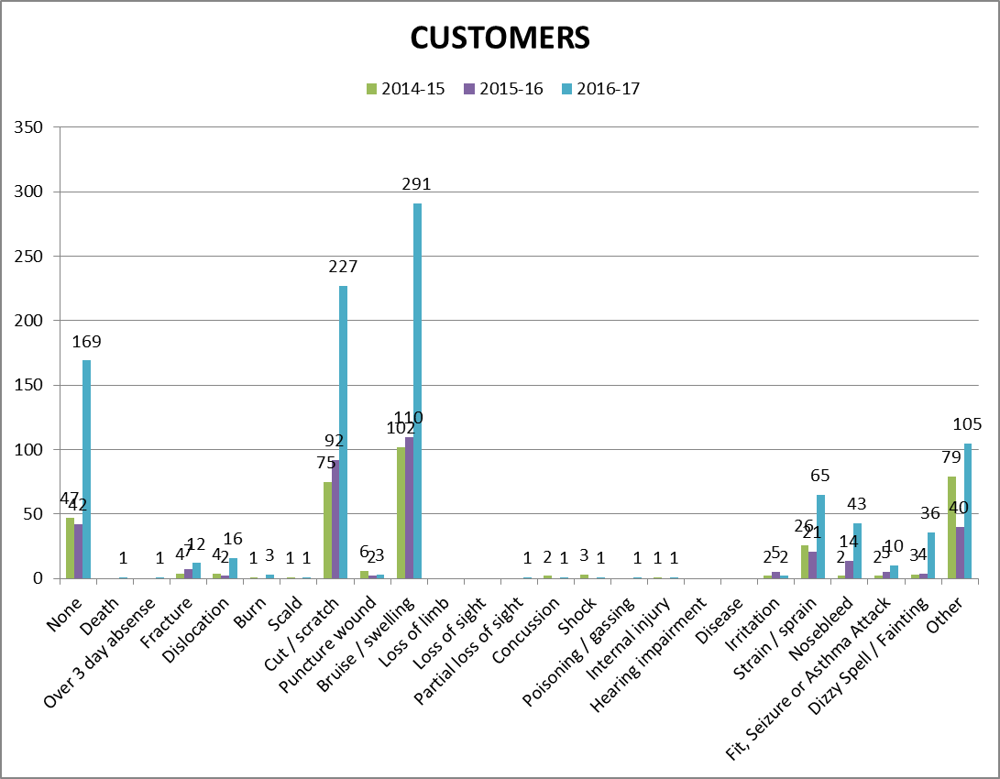 CUSTOMERS
2014-15 2015-16 2016-17
350
300
250
200
150
100
50
0
47 42 169
1
1
4 7 12
4 2 16
1 3
1 1
75 92 227
6 2 3
102 110 291
1
2 1
3 1
1
1 1
2 5 2
26 21 65
2 14 43
2 5 10
3 4 36
79 40 105
None
Death
Over 3 day absense
Fracture
Dislocation
Burn
Scald
Cut / scratch
Puncture wound
Bruise / swelling
Loss of limb
Loss of sight
Partial loss of sight
Concussion
Shock
Poisoning / gassing
Internal injury
Hearing impairment
Disease
Irritation
Strain / sprain
Nosebleed
Fit, Seizure or Asthma Attack
Dizzy Spell / Fainting
Other